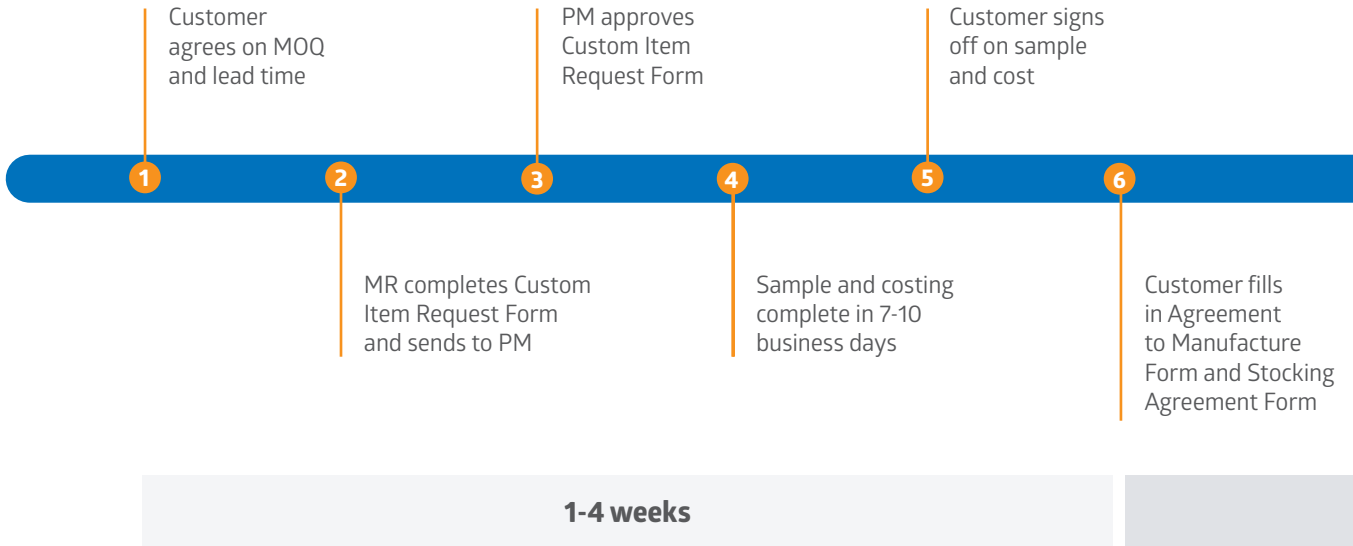 Customer
agrees on MOQ
and lead time
PM approves
Custom Item
Request Form
Customer signs
off on sample
and cost
1
2
3
4
5
6
MR completes Custom
Item Request Form
and sends to PM
Sample and costing
complete in 7-10
business days
Customer fills
in Agreement
to Manufacture
Form and Stocking
Agreement Form
1-4 weeks